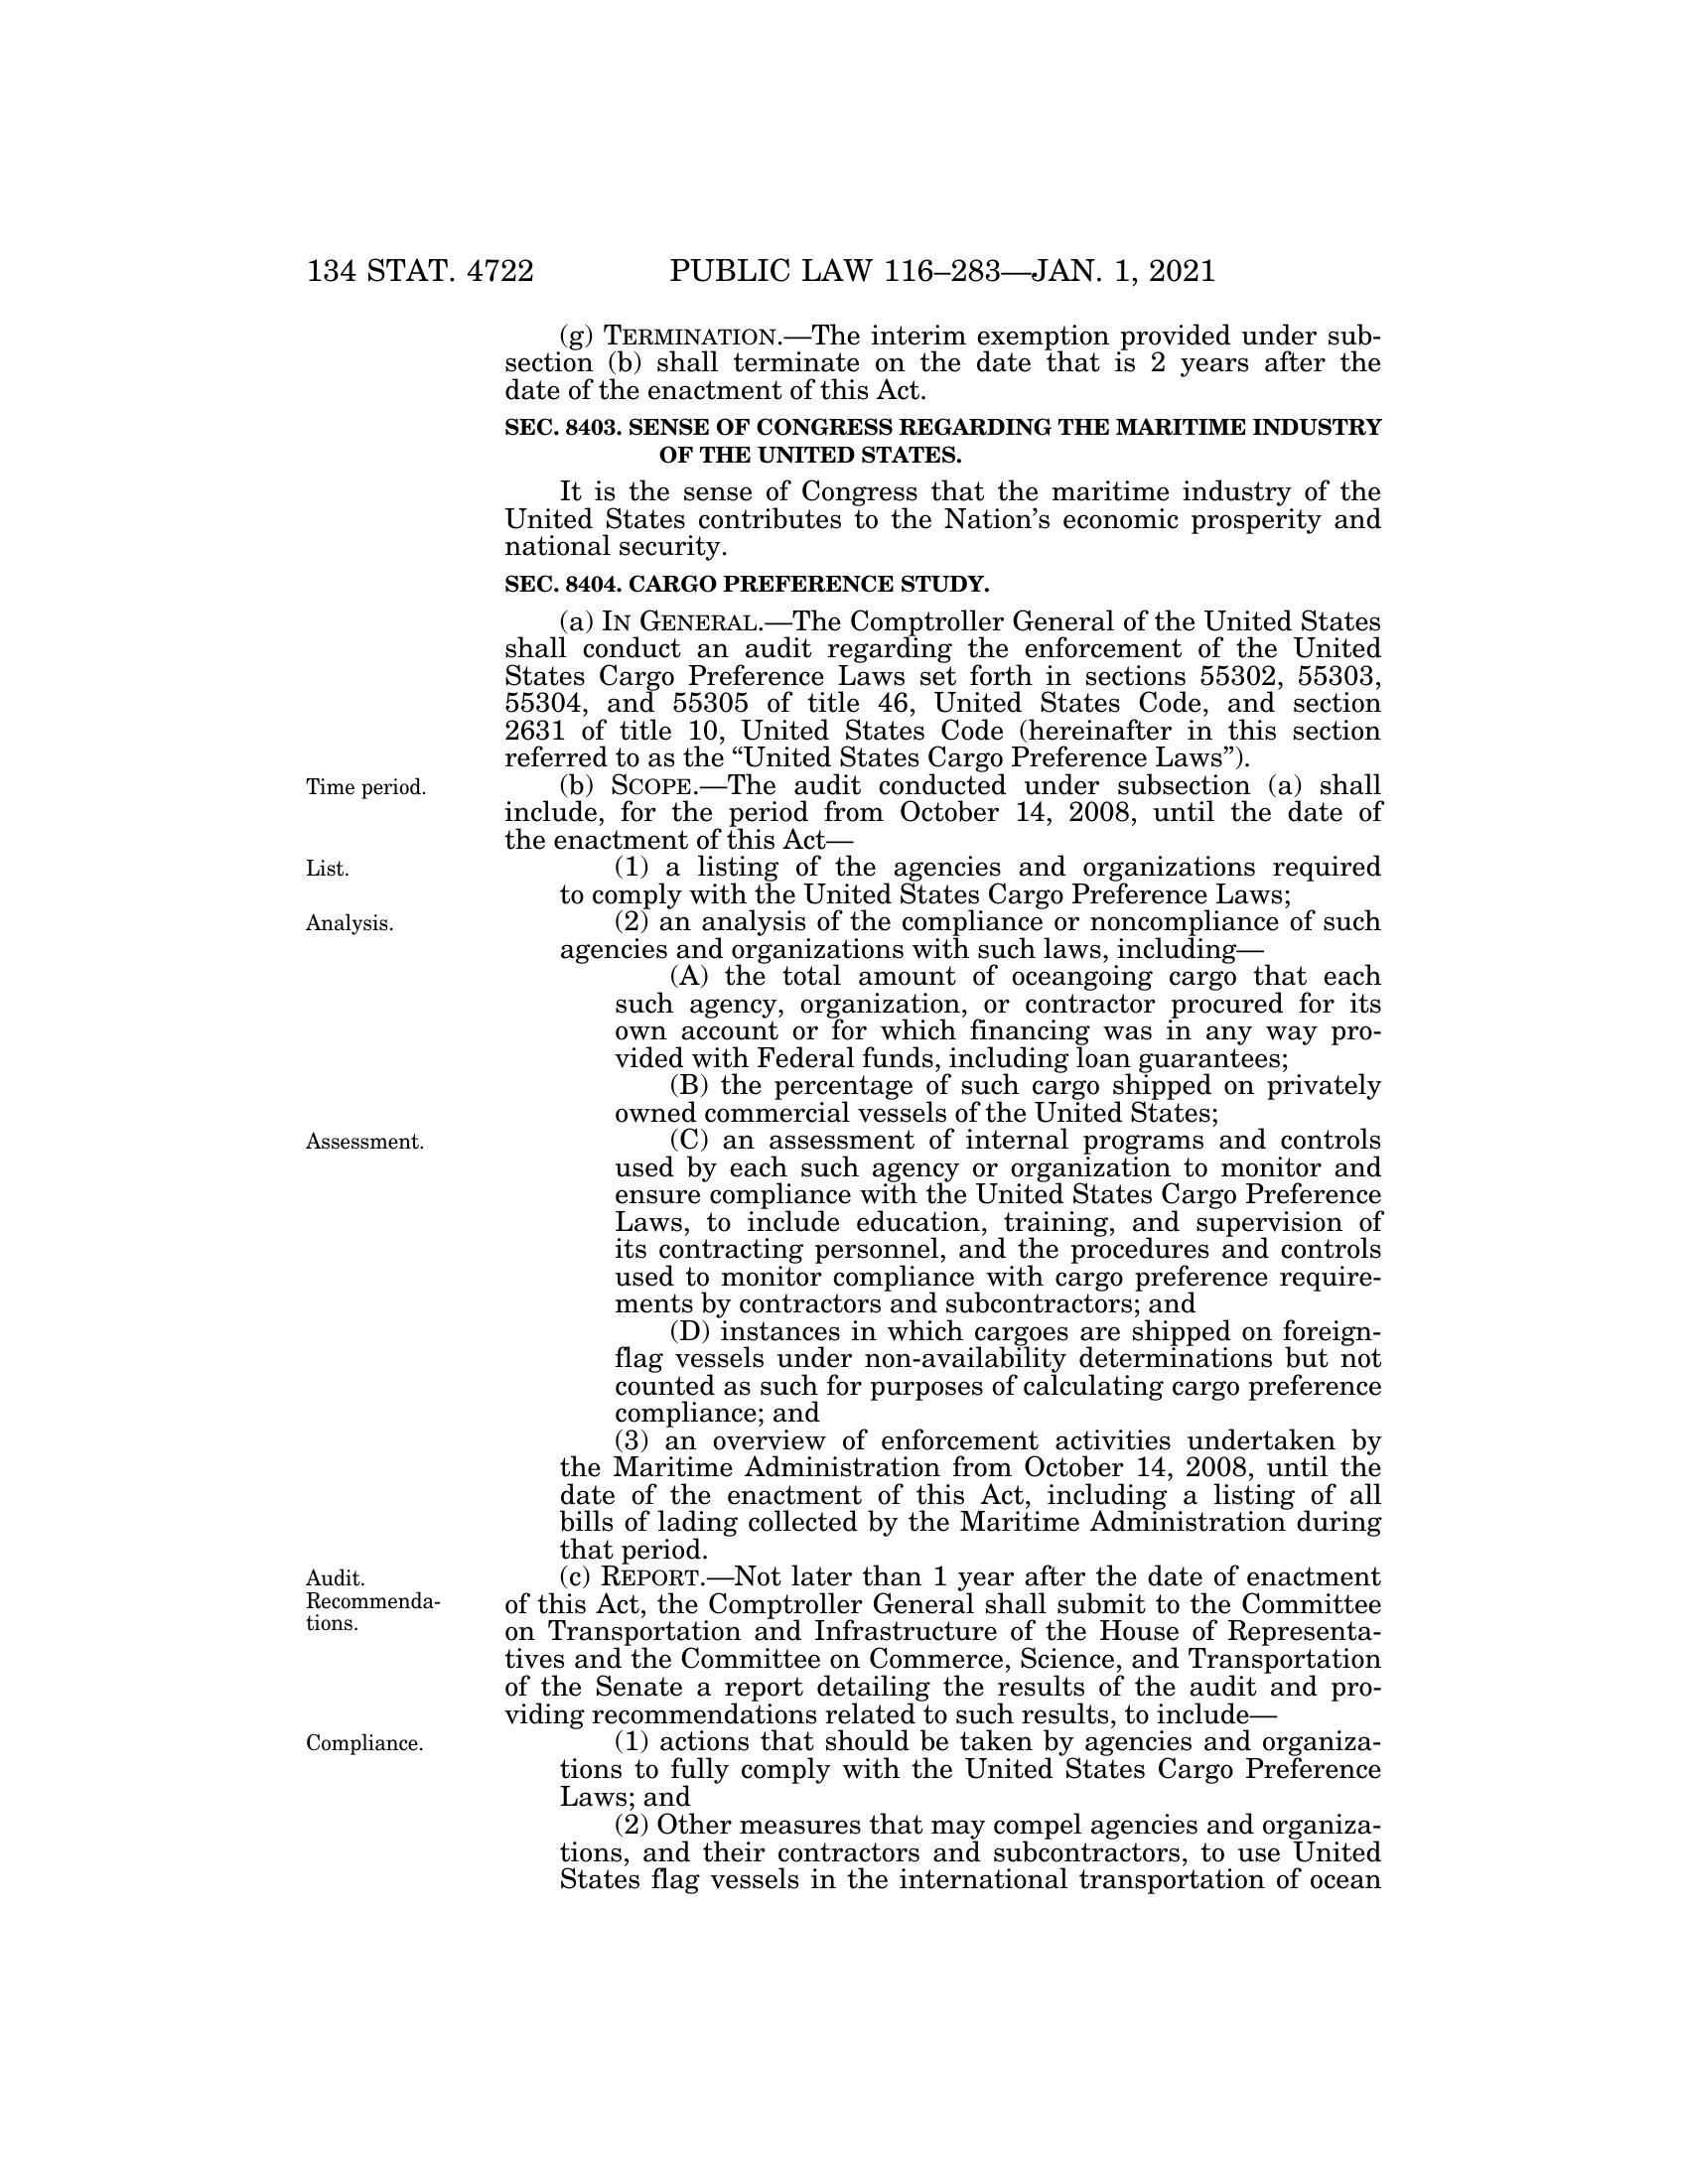 134 STAT. 4722 PUBLIC LAW 116–283—JAN. 1, 2021
(g) TERMINATION.—The interim exemption provided under sub-
section (b) shall terminate on the date that is 2 years after the
date of the enactment of this Act.
SEC. 8403. SENSE OF CONGRESS REGARDING THE MARITIME INDUSTRY
OF THE UNITED STATES.
It is the sense of Congress that the maritime industry of the
United States contributes to the Nation’s economic prosperity and
national security.
SEC. 8404. CARGO PREFERENCE STUDY.
(a) IN GENERAL.—The Comptroller General of the United States
shall conduct an audit regarding the enforcement of the United
States Cargo Preference Laws set forth in sections 55302, 55303,
55304, and 55305 of title 46, United States Code, and section
2631 of title 10, United States Code (hereinafter in this section
referred to as the “United States Cargo Preference Laws”).
Time period.
(b) SCOPE.—The audit conducted under subsection (a) shall
include, for the period from October 14, 2008, until the date of
the enactment of this Act—
List.
(1) a listing of the agencies and organizations required
to comply with the United States Cargo Preference Laws;
Analysis.
(2) an analysis of the compliance or noncompliance of such
agencies and organizations with such laws, including—
(A) the total amount of oceangoing cargo that each
such agency, organization, or contractor procured for its
own account or for which financing was in any way pro-
vided with Federal funds, including loan guarantees;
(B) the percentage of such cargo shipped on privately
owned commercial vessels of the United States;
Assessment.
(C) an assessment of internal programs and controls
used by each such agency or organization to monitor and
ensure compliance with the United States Cargo Preference
Laws, to include education, training, and supervision of
its contracting personnel, and the procedures and controls
used to monitor compliance with cargo preference require-
ments by contractors and subcontractors; and
(D) instances in which cargoes are shipped on foreign-
flag vessels under non-availability determinations but not
counted as such for purposes of calculating cargo preference
compliance; and
(3) an overview of enforcement activities undertaken by
the Maritime Administration from October 14, 2008, until the
date of the enactment of this Act, including a listing of all
bills of lading collected by the Maritime Administration during
that period.
Audit.
Recommenda-
tions.
(c) REPORT.—Not later than 1 year after the date of enactment
of this Act, the Comptroller General shall submit to the Committee
on Transportation and Infrastructure of the House of Representa-
tives and the Committee on Commerce, Science, and Transportation
of the Senate a report detailing the results of the audit and pro-
viding recommendations related to such results, to include—
Compliance.
(1) actions that should be taken by agencies and organiza-
tions to fully comply with the United States Cargo Preference
Laws; and
(2) Other measures that may compel agencies and organiza-
tions, and their contractors and subcontractors, to use United
States flag vessels in the international transportation of ocean